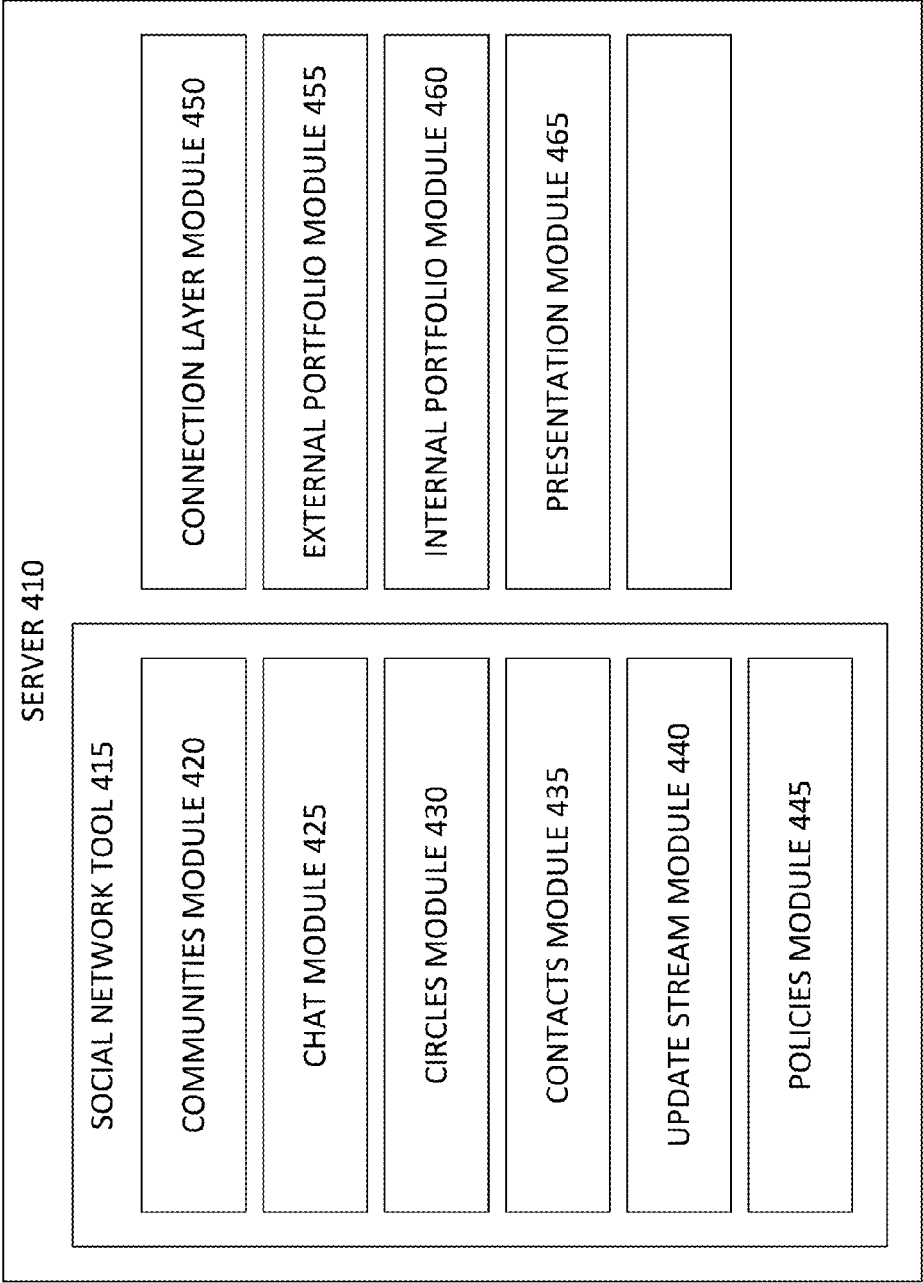 SERVER 410
SOCIAL NETWORK TOOL 415
COMMUNITIES MODULE 420
CHAT MODULE 425
CIRCLES MODULE 430
CONTACTS MODULE 435
UPDATE STREAM MODULE 440
POLICIES MODULE 445
CONNECTION LAYER MODULE 450
EXTERNAL PORTFOLIO MODULE 455
INTERNAL PORTFOLIO MODULE 460
PRESENTATION MODULE 465